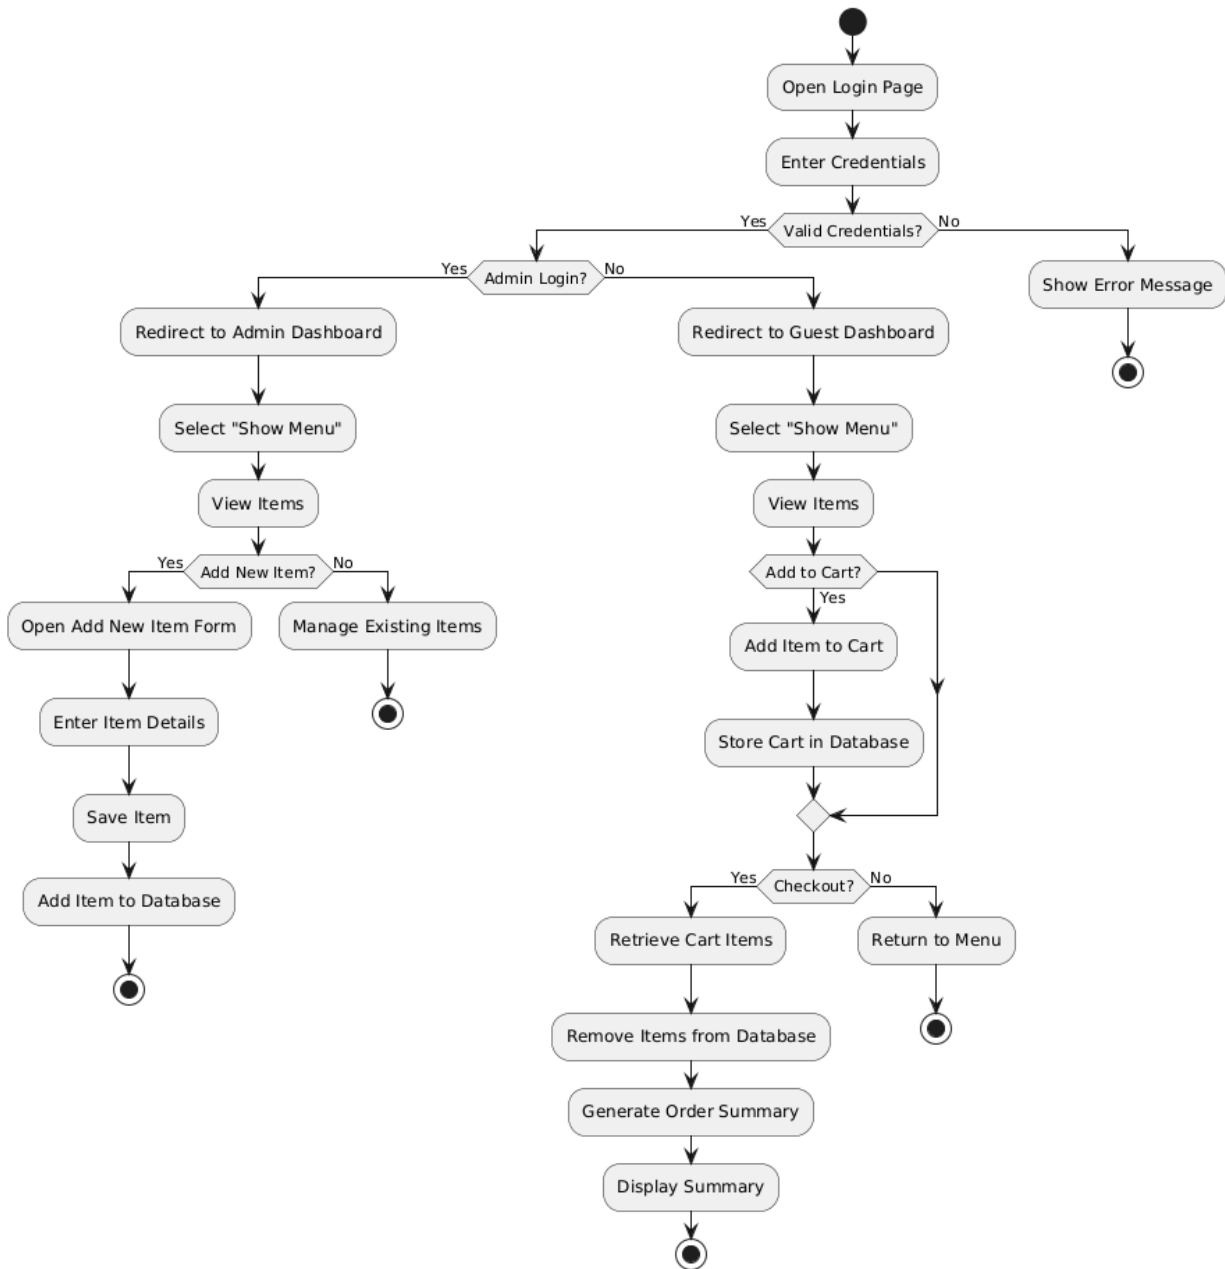 Open Login Page
Enter Credentials
Yes
Valid Credentials?
No
Yes
Admin Login?
No
Show Error Message
Redirect to Admin Dashboard
Redirect to Guest Dashboard
Select "Show Menu"
Select "Show Menu"
View Items
View Items
Yes
Add New Item?
No
Add to Cart?
Yes
Open Add New Item Form
Manage Existing Items
Add Item to Cart
Enter Item Details
Store Cart in Database
Save Item
Yes
Checkout?
No
Add Item to Database
Retrieve Cart Items
Return to Menu
Remove Items from Database
Generate Order Summary
Display Summary